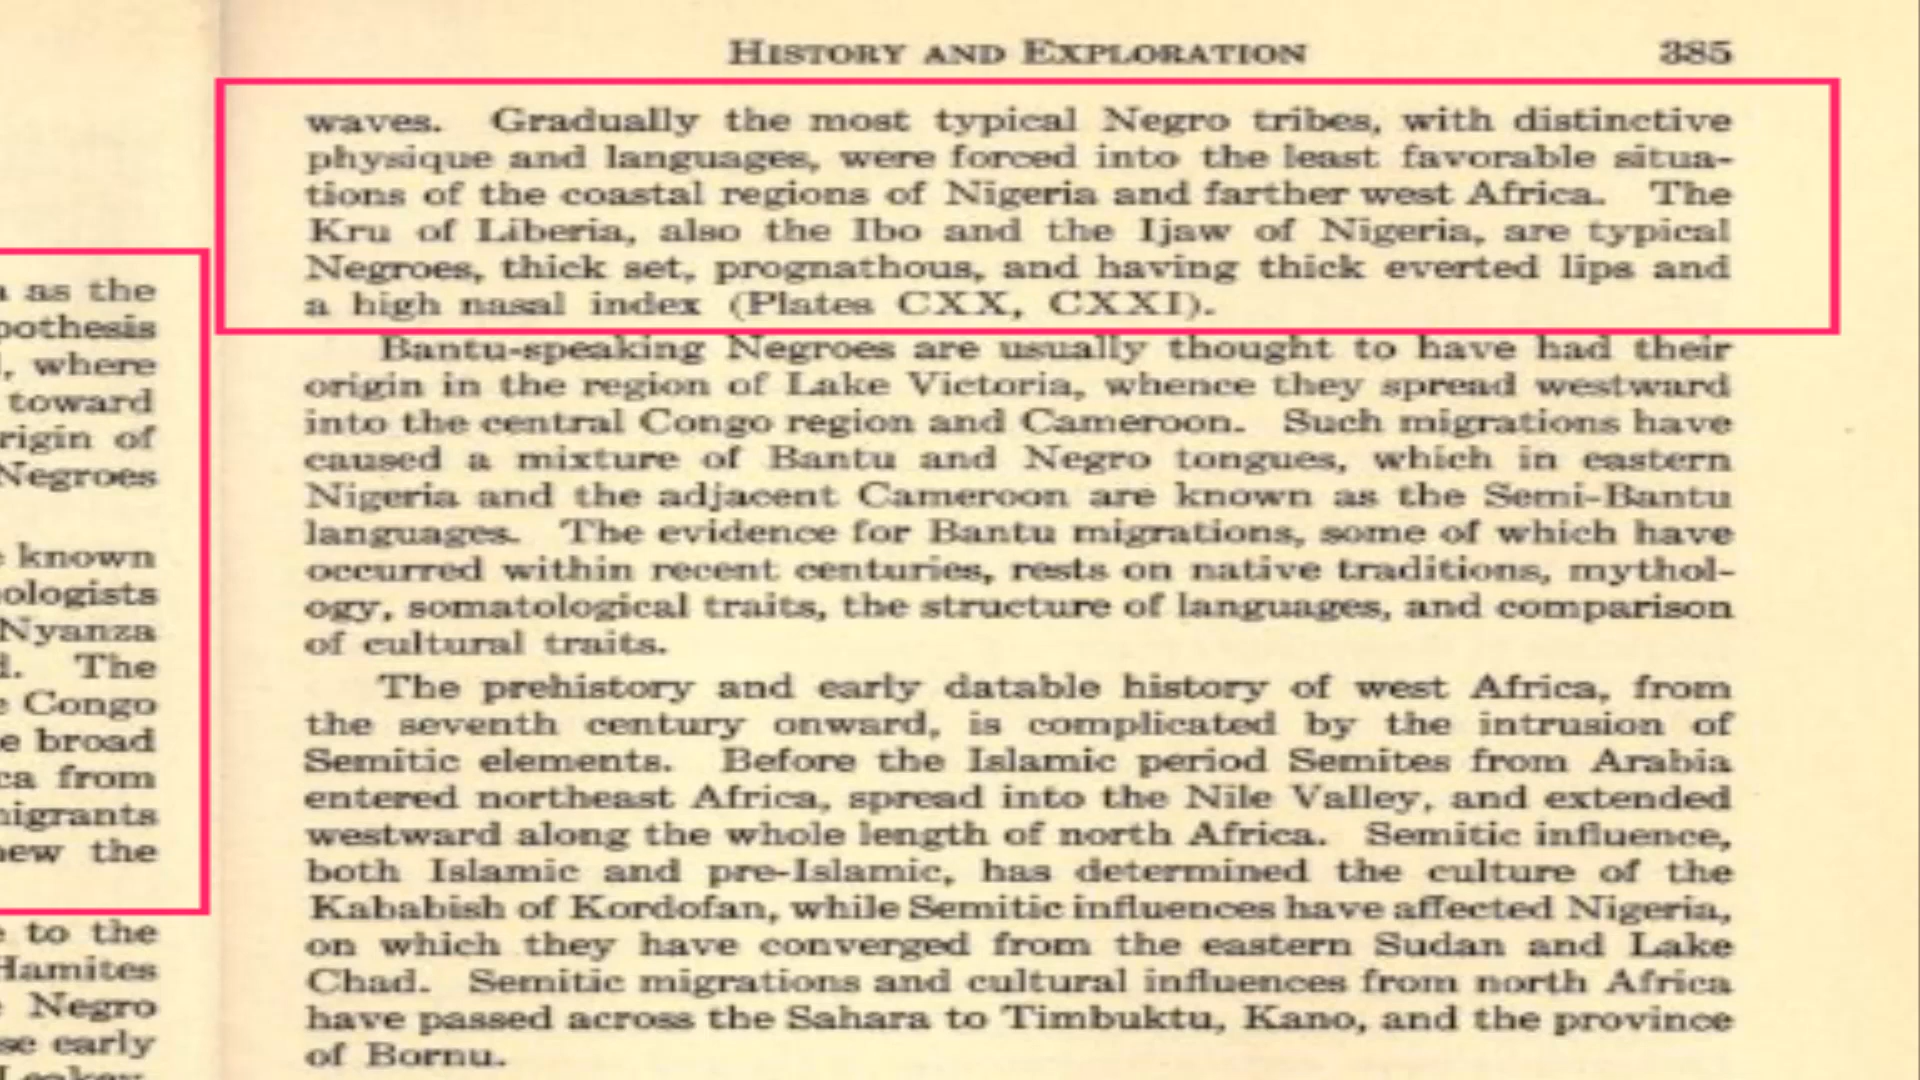 a as the
pothesis
, where
toward
rigin of
Negroes
known
ologists
Nyanza
d. The
e Congo
e broad
ca from
migrants
new the
e to the
Hamites
Negro
se early
Leakey,
HISTORY AND EXPLORATION 385
waves. Gradually the most typical Negro tribes, with distinctive
physique and languages, were forced into the least favorable situa-
tions of the coastal regions of Nigeria and farther west Africa. The
Kru of Liberia, also the Ibo and the Ijaw of Nigeria, are typical
Negroes, thick set, prognathous, and having thick everted lips and
a high nasal index (Plates CXX, CXXI).
Bantu-speaking Negroes are usually thought to have had their
origin in the region of Lake Victoria, whence they spread westward
into the central Congo region and Cameroon. Such migrations have
caused a mixture of Bantu and Negro tongues, which in eastern
Nigeria and the adjacent Cameroon are known as the Semi-Bantu
languages. The evidence for Bantu migrations, some of which have
occurred within recent centuries, rests on native traditions, mythol-
ogy, somatological traits, the structure of languages, and comparison
of cultural traits.
The prehistory and early datable history of west Africa, from
the seventh century onward, is complicated by the intrusion of
Semitic elements. Before the Islamic period Semites from Arabia
entered northeast Africa, spread into the Nile Valley, and extended
westward along the whole length of north Africa. Semitic influence,
both Islamic and pre-Islamic, has determined the culture of the
Kababish of Kordofan, while Semitic influences have affected Nigeria,
on which they have converged from the eastern Sudan and Lake
Chad. Semitic migrations and cultural influences from north Africa
have passed across the Sahara to Timbuktu, Kano, and the province
of Bornu.